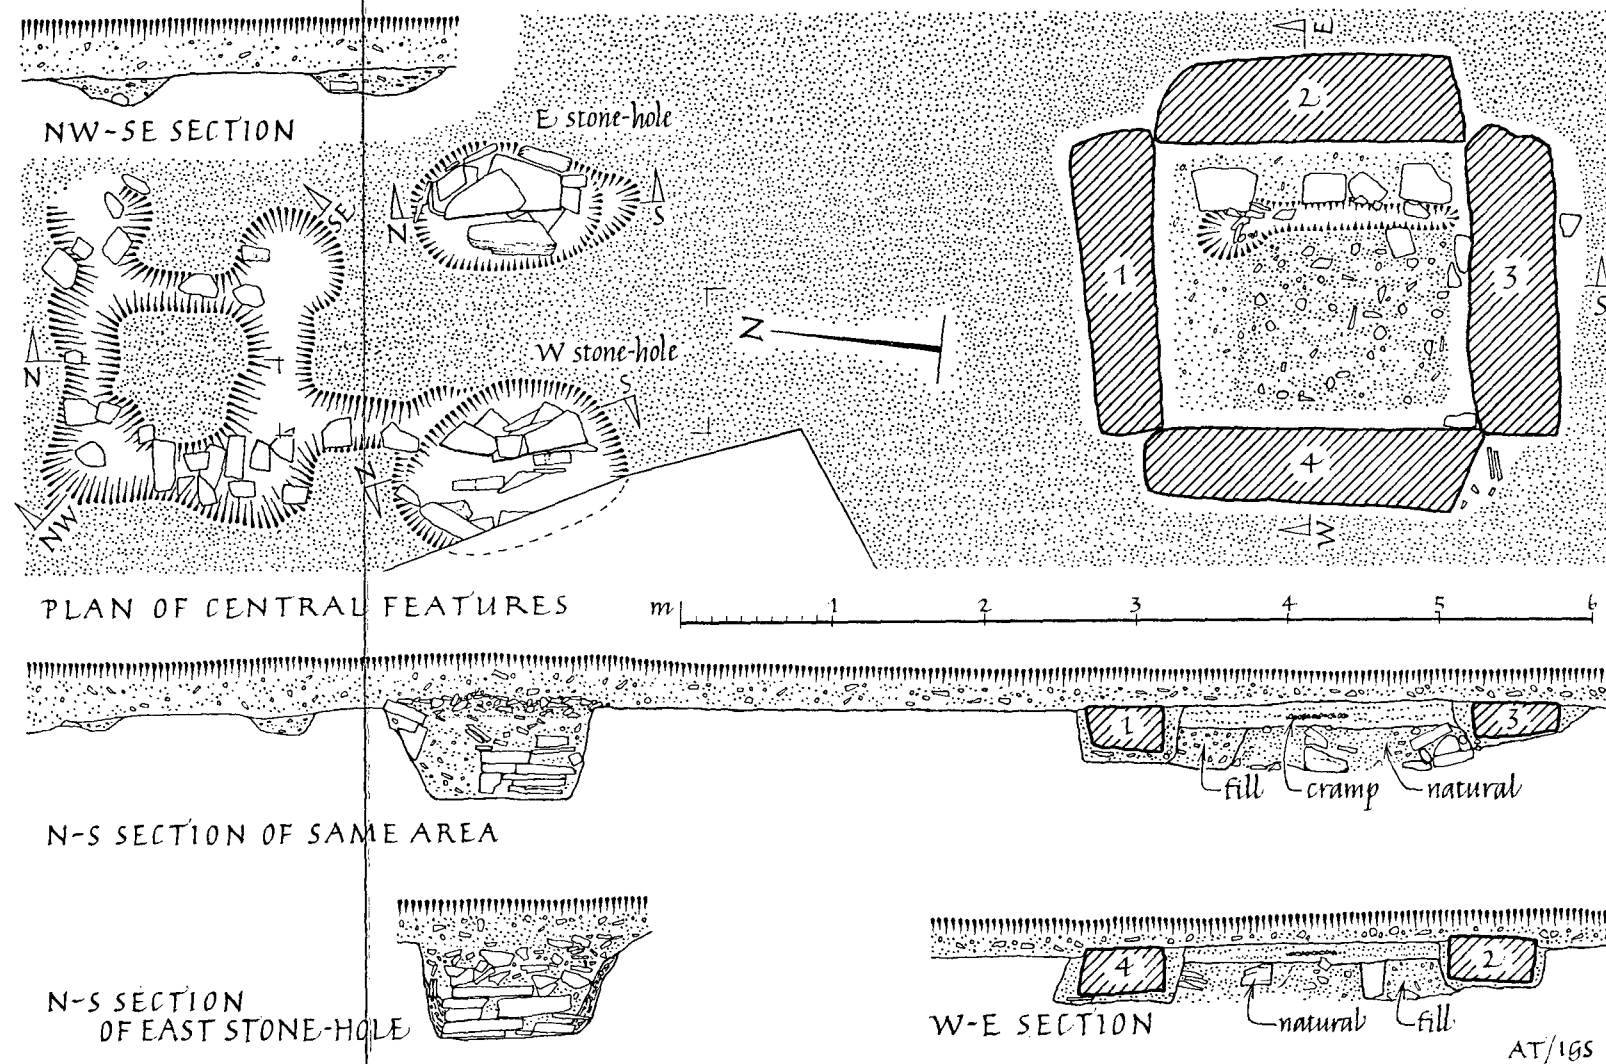 NW-SE SECTION
E stone-hole
E
2
SE
N
S
1
3
S
Z
W stone-hole
N
S
N
4
NW
W
PLAN OF CENTRAL FEATURES
m 1 2 3 4 5 6
1
3
fill cramp natural
N-S SECTION OF SAME AREA
4
2
N-S SECTION
OF EAST STONE-HOLE
W-E SECTION
natural fill
AT/IGS